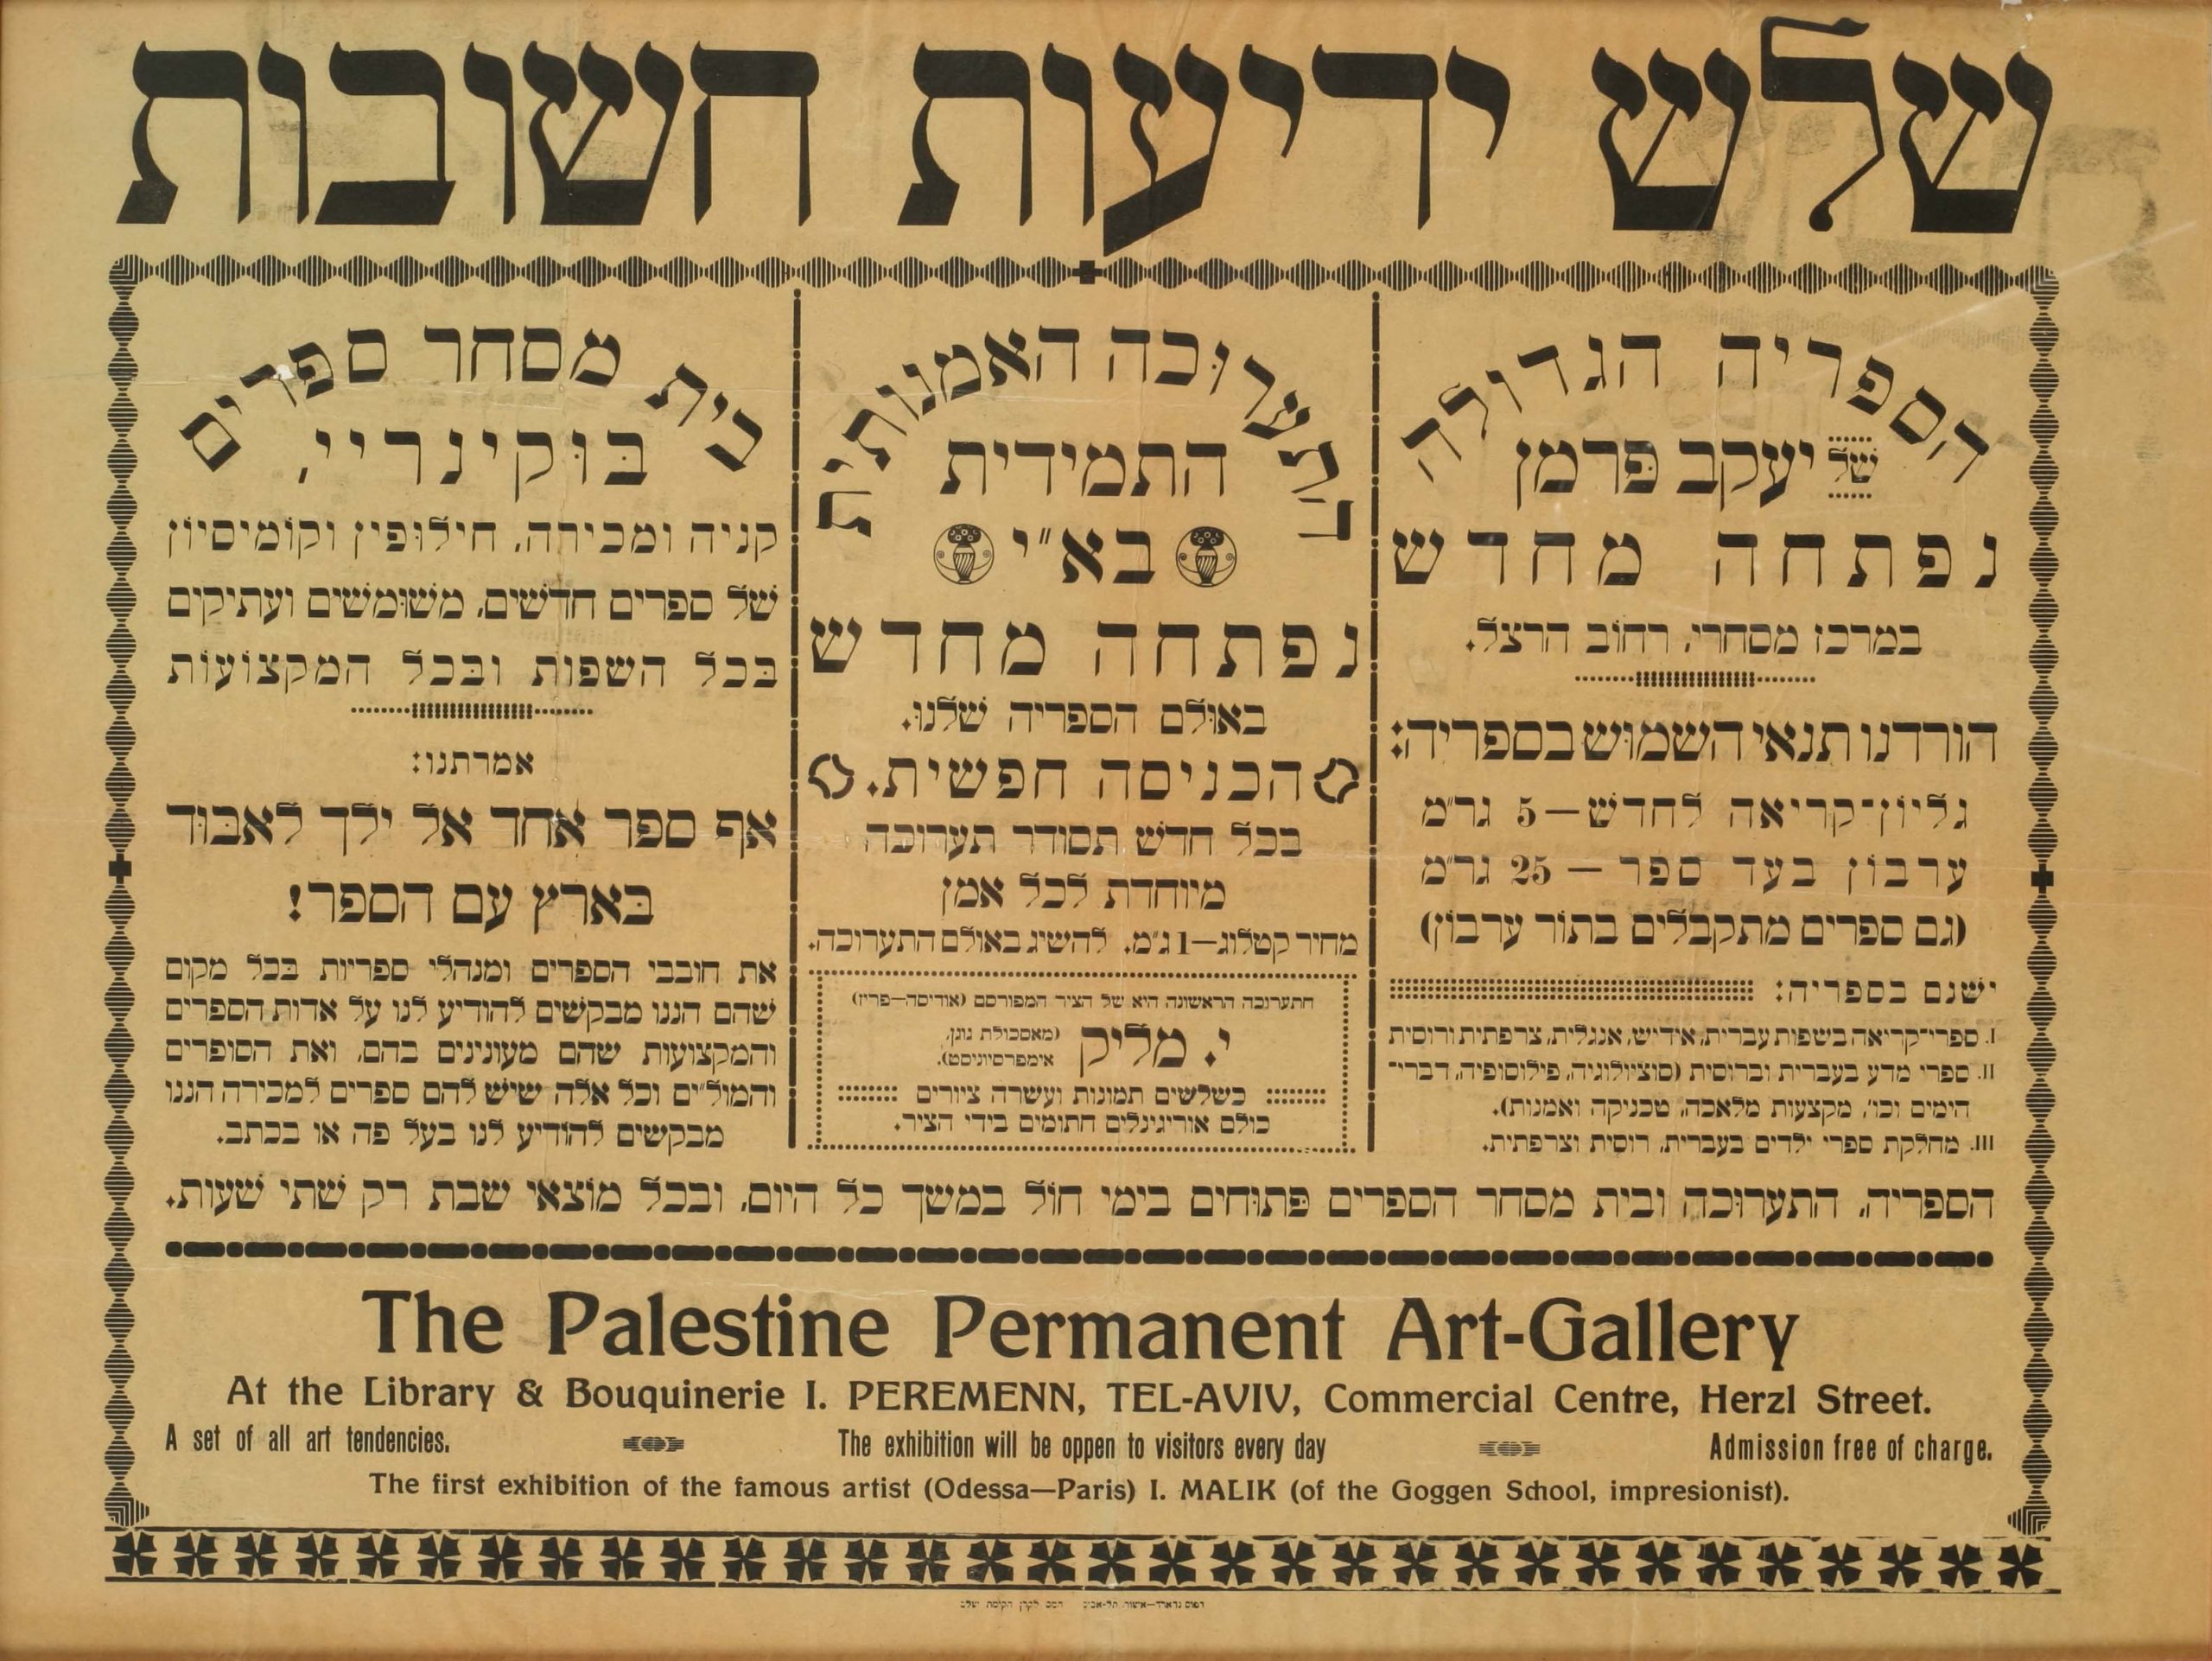 שלש ידיעות חשובות
הספריה הגדולה
של יעקב פרמן
נפתחה מחדש
במרכז מסחרי, רחוב הרצל.
הורדנו תנאי השמוש בספריה:
גליון־קריאה לחדש — 5 גר"מ
ערבון בעד ספר — 25 גר"מ
(גם ספרים מתקבלים בתור ערבון)
ישנם בספריה:
I. ספרי־קריאה בשפות עברית, אידיש, אנגלית, צרפתית ורוסית
II. ספרי מדע בעברית וברוסית (סוציולוגיה, פילוסופיה, דברי־
הימים וכו', מקצעות מלאכה, טכניקה ואמנות).
III. מחלקת ספרי ילדים בעברית, רוסית וצרפתית.
התערוכה האמנותית
התמידית
בא"י
נפתחה מחדש
באולם הספריה שלנו.
הכניסה חפשית.
בכל חדש תסודר תערוכה
מיוחדת לכל אמן
מחיר קטלוג — 1 ג"מ. להשיג באולם התערוכה.
התערוכה הראשונה היא של הציר המפורסם (אודיסה—פריז)
י. מליק (מאסכולת גוגן, אימפרסיוניסט).
כשלשים תמונות ועשרה ציורים
כולם אוריגינלים חתומים בידי הציר.
בית מסחר ספרים
בוקינריי,
קניה ומכירה, חילופין וקומיסיון
של ספרים חדשים, משומשים ועתיקים
בכל השפות ובכל המקצועות
אמרתנו:
אף ספר אחד אל ילך לאבוד
בארץ עם הספר!
את חובבי הספרים ומנהלי ספריות בכל מקום
שהם הננו מבקשים להודיע לנו על אדות הספרים
והמקצועות שהם מעונינים בהם, ואת הסופרים
והמול"ים וכל אלה שיש להם ספרים למכירה הננו
מבקשים להודיע לנו בעל פה או בכתב.
הספריה, התערוכה ובית מסחר הספרים פתוחים בימי חול במשך כל היום, ובכל מוצאי שבת רק שתי שעות.
The Palestine Permanent Art-Gallery
At the Library & Bouquinerie I. PEREMENN, TEL-AVIV, Commercial Centre, Herzl Street.
A set of all art tendencies. The exhibition will be oppen to visitors every day Admission free of charge.
The first exhibition of the famous artist (Odessa—Paris) I. MALIK (of the Goggen School, impresionist).